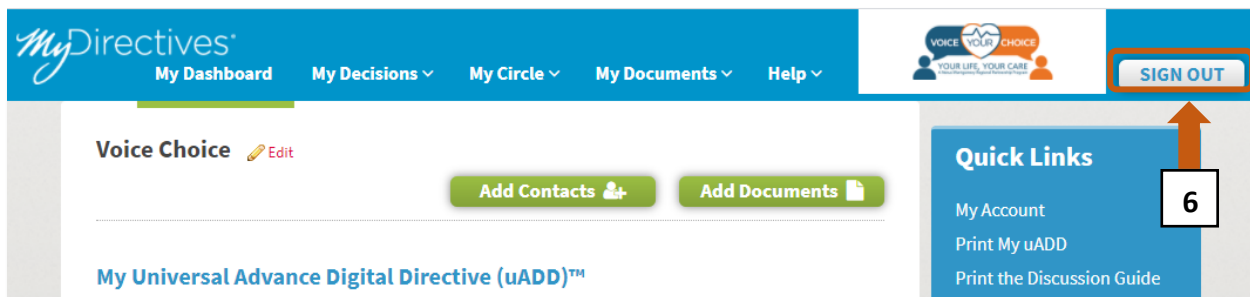 MyDirectives®
My Dashboard My Decisions My Circle My Documents Help
VOICE YOUR CHOICE
YOUR LIFE, YOUR CARE
SIGN OUT
Voice Choice Edit
Add Contacts Add Documents
My Universal Advance Digital Directive (uADD)™
Quick Links
6
My Account
Print My uADD
Print the Discussion Guide